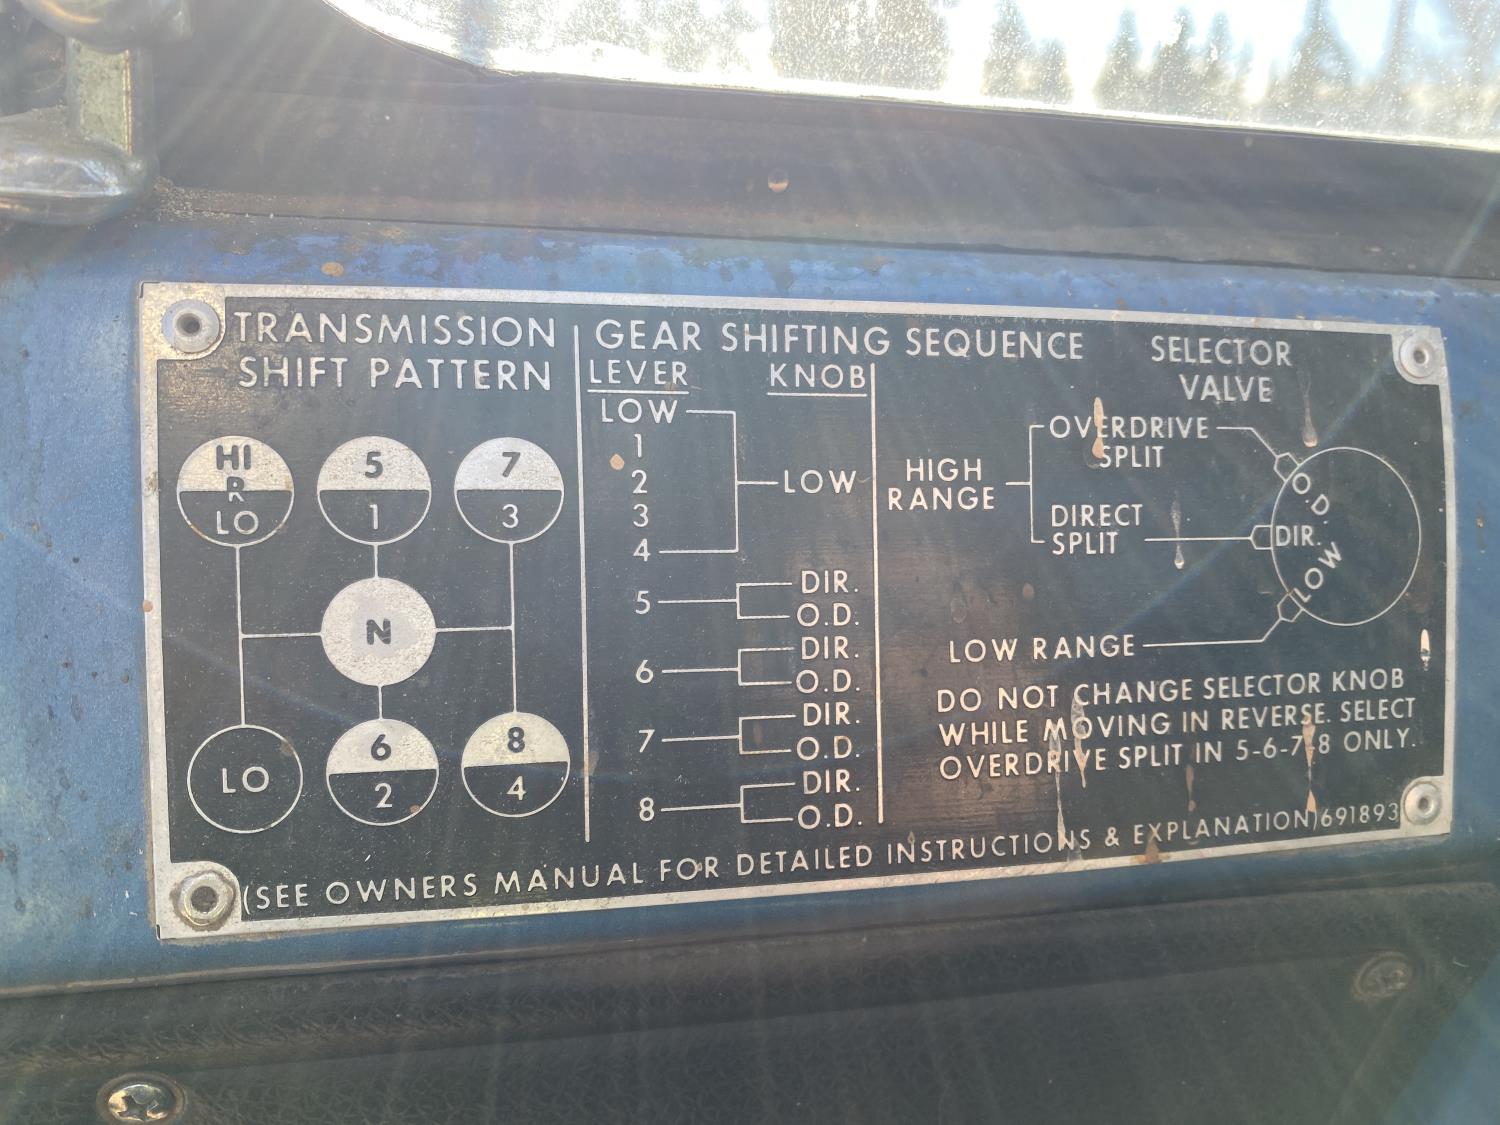 TRANSMISSION
SHIFT PATTERN
HI
R
LO
5
1
7
3
N
LO
6
2
8
4
GEAR SHIFTING SEQUENCE
LEVER KNOB
LOW
1
2
3
4
LOW
5
DIR.
O.D.
6
DIR.
O.D.
7
DIR.
O.D.
8
DIR.
O.D.
SELECTOR
VALVE
HIGH
RANGE
OVERDRIVE
SPLIT
DIRECT
SPLIT
O.D.
DIR.
LOW
LOW RANGE
DO NOT CHANGE SELECTOR KNOB
WHILE MOVING IN REVERSE. SELECT
OVERDRIVE SPLIT IN 5-6-7-8 ONLY.
(SEE OWNERS MANUAL FOR DETAILED INSTRUCTIONS & EXPLANATION)691893